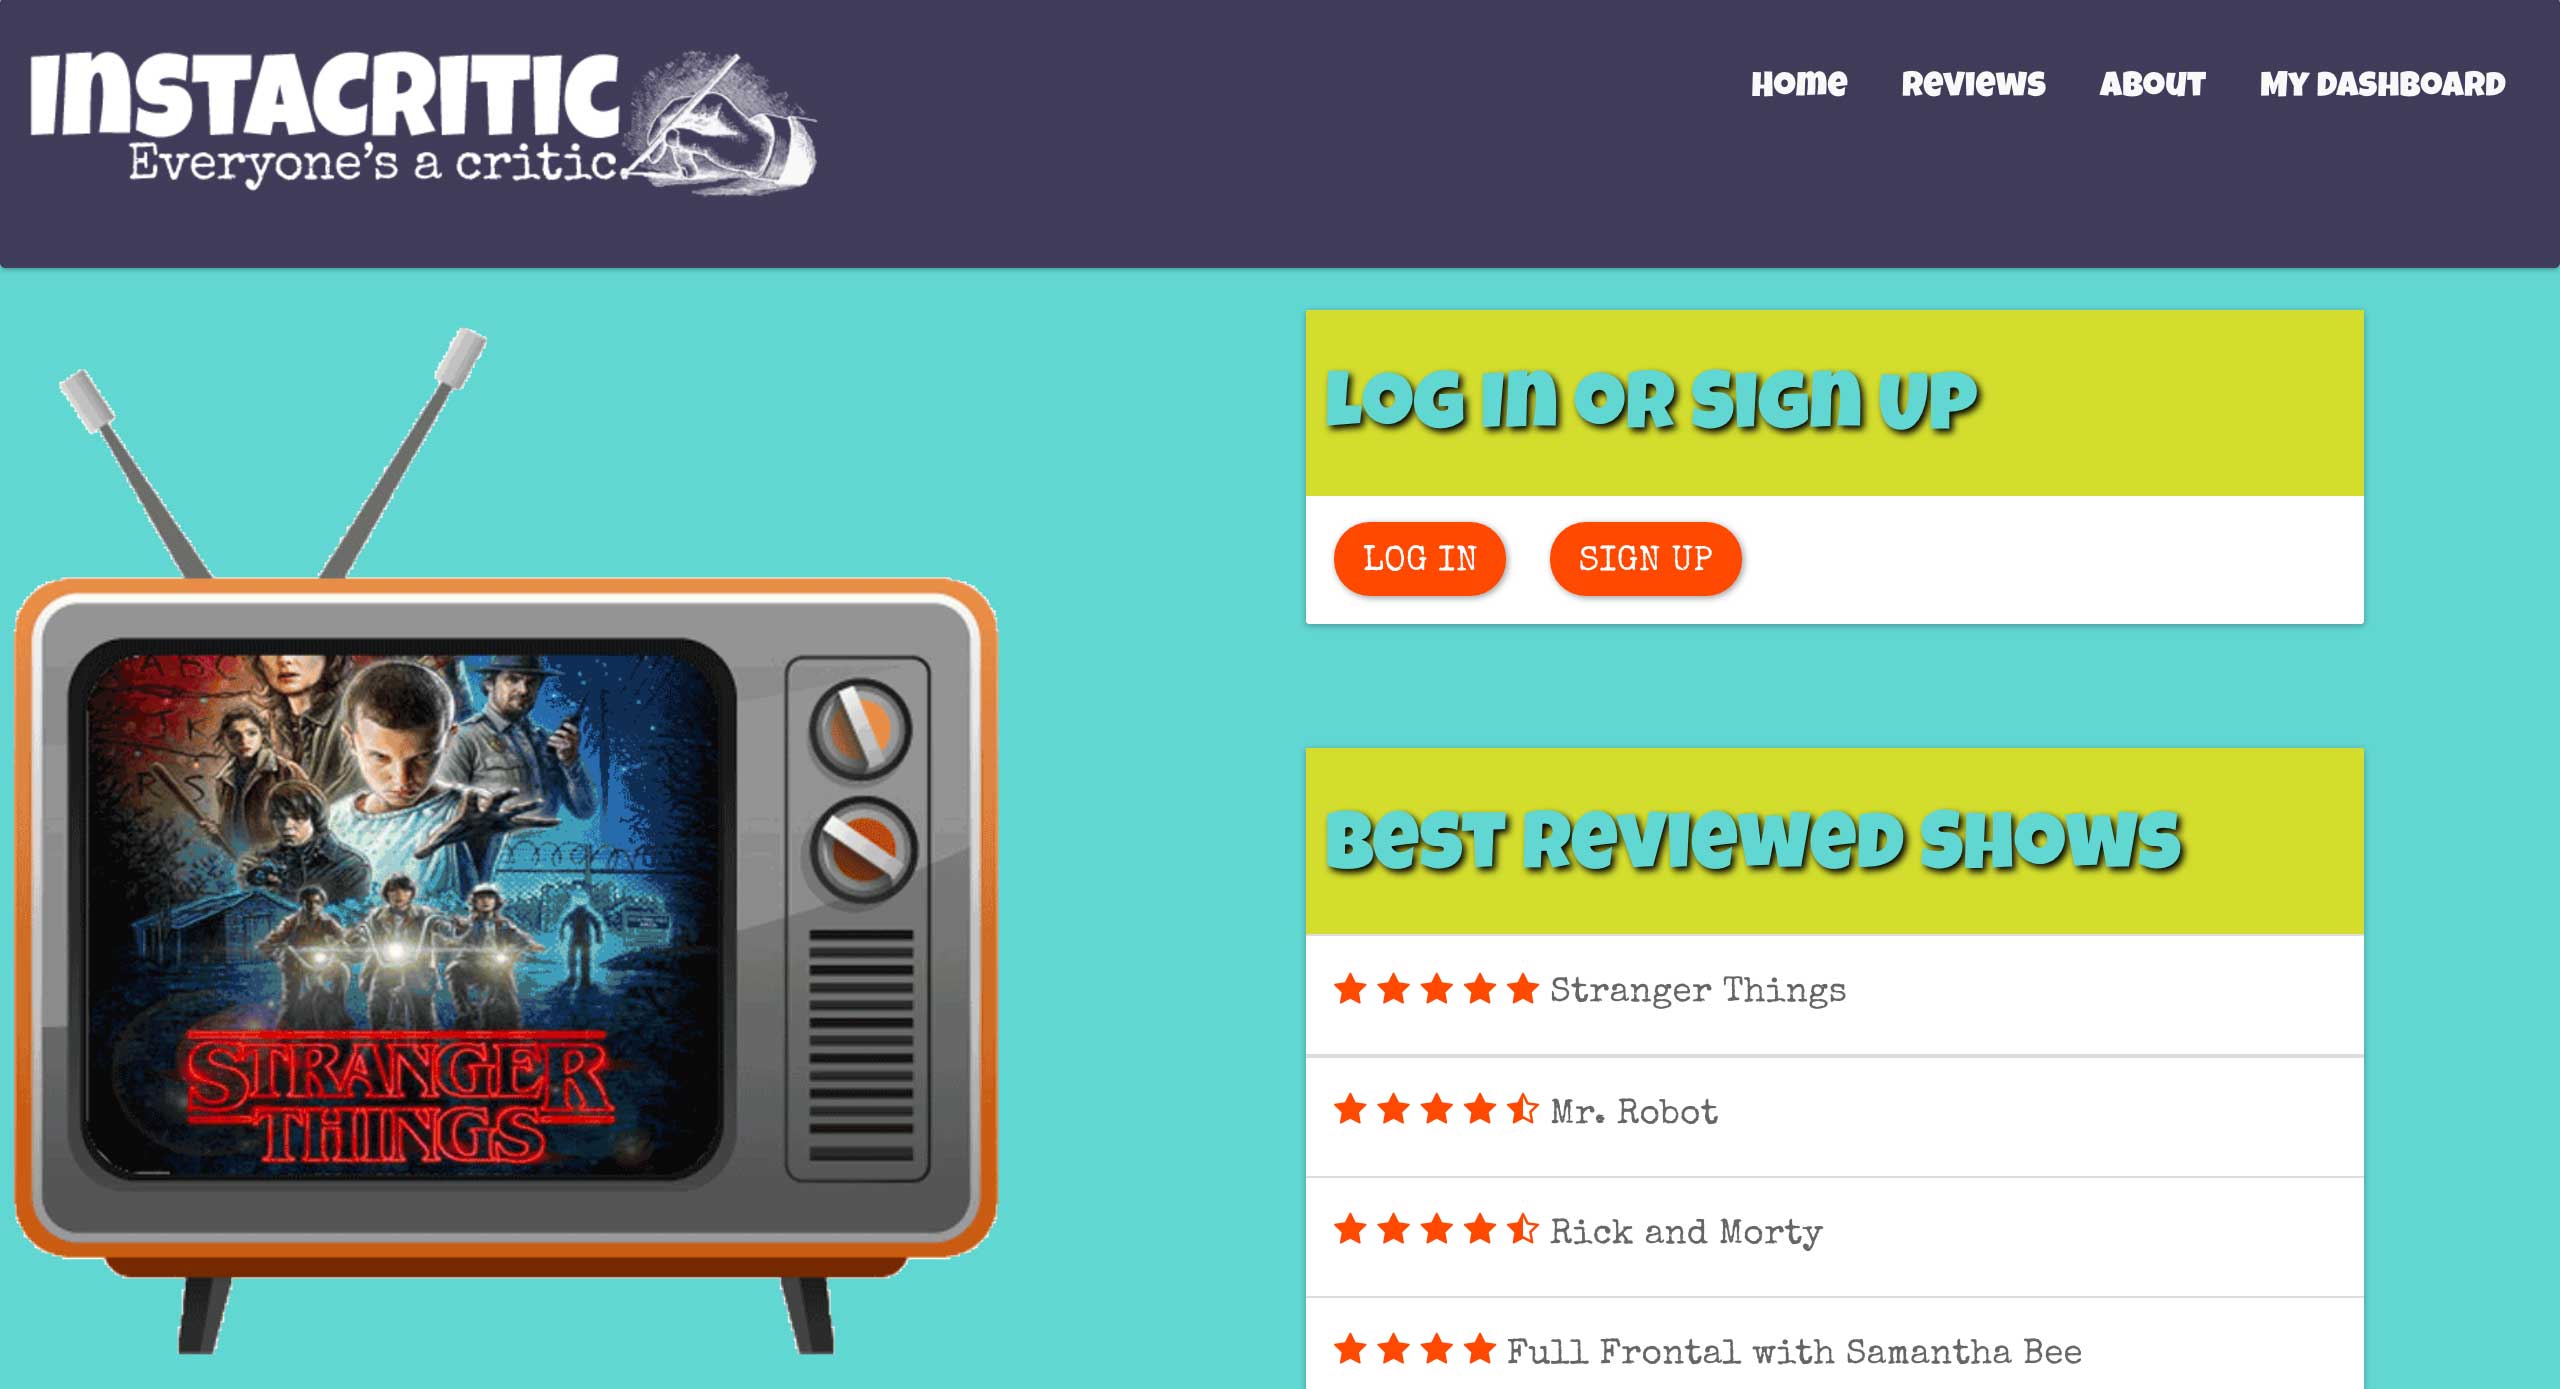 INSTACRITIC
Everyone's a critic.
Home Reviews About My Dashboard
Log In or Sign Up
LOG IN SIGN UP
Best Reviewed Shows
Stranger Things
Mr. Robot
Rick and Morty
Full Frontal with Samantha Bee
A B C
J K
R S
STRANGER
THINGS